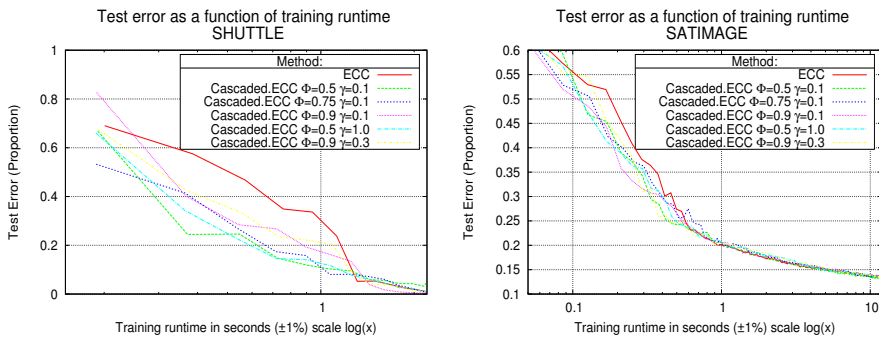 Test error as a function of training runtime
SHUTTLE
Test Error (Proportion)
1
0.8
0.6
0.4
0.2
0
Method:
ECC
Cascaded.ECC Φ=0.5 γ=0.1
Cascaded.ECC Φ=0.75 γ=0.1
Cascaded.ECC Φ=0.9 γ=0.1
Cascaded.ECC Φ=0.5 γ=1.0
Cascaded.ECC Φ=0.9 γ=0.3
1
Training runtime in seconds (±1%) scale log(x)
Test error as a function of training runtime
SATIMAGE
Test Error (Proportion)
0.6
0.55
0.5
0.45
0.4
0.35
0.3
0.25
0.2
0.15
0.1
Method:
ECC
Cascaded.ECC Φ=0.5 γ=0.1
Cascaded.ECC Φ=0.75 γ=0.1
Cascaded.ECC Φ=0.9 γ=0.1
Cascaded.ECC Φ=0.5 γ=1.0
Cascaded.ECC Φ=0.9 γ=0.3
0.1 1 10
Training runtime in seconds (±1%) scale log(x)